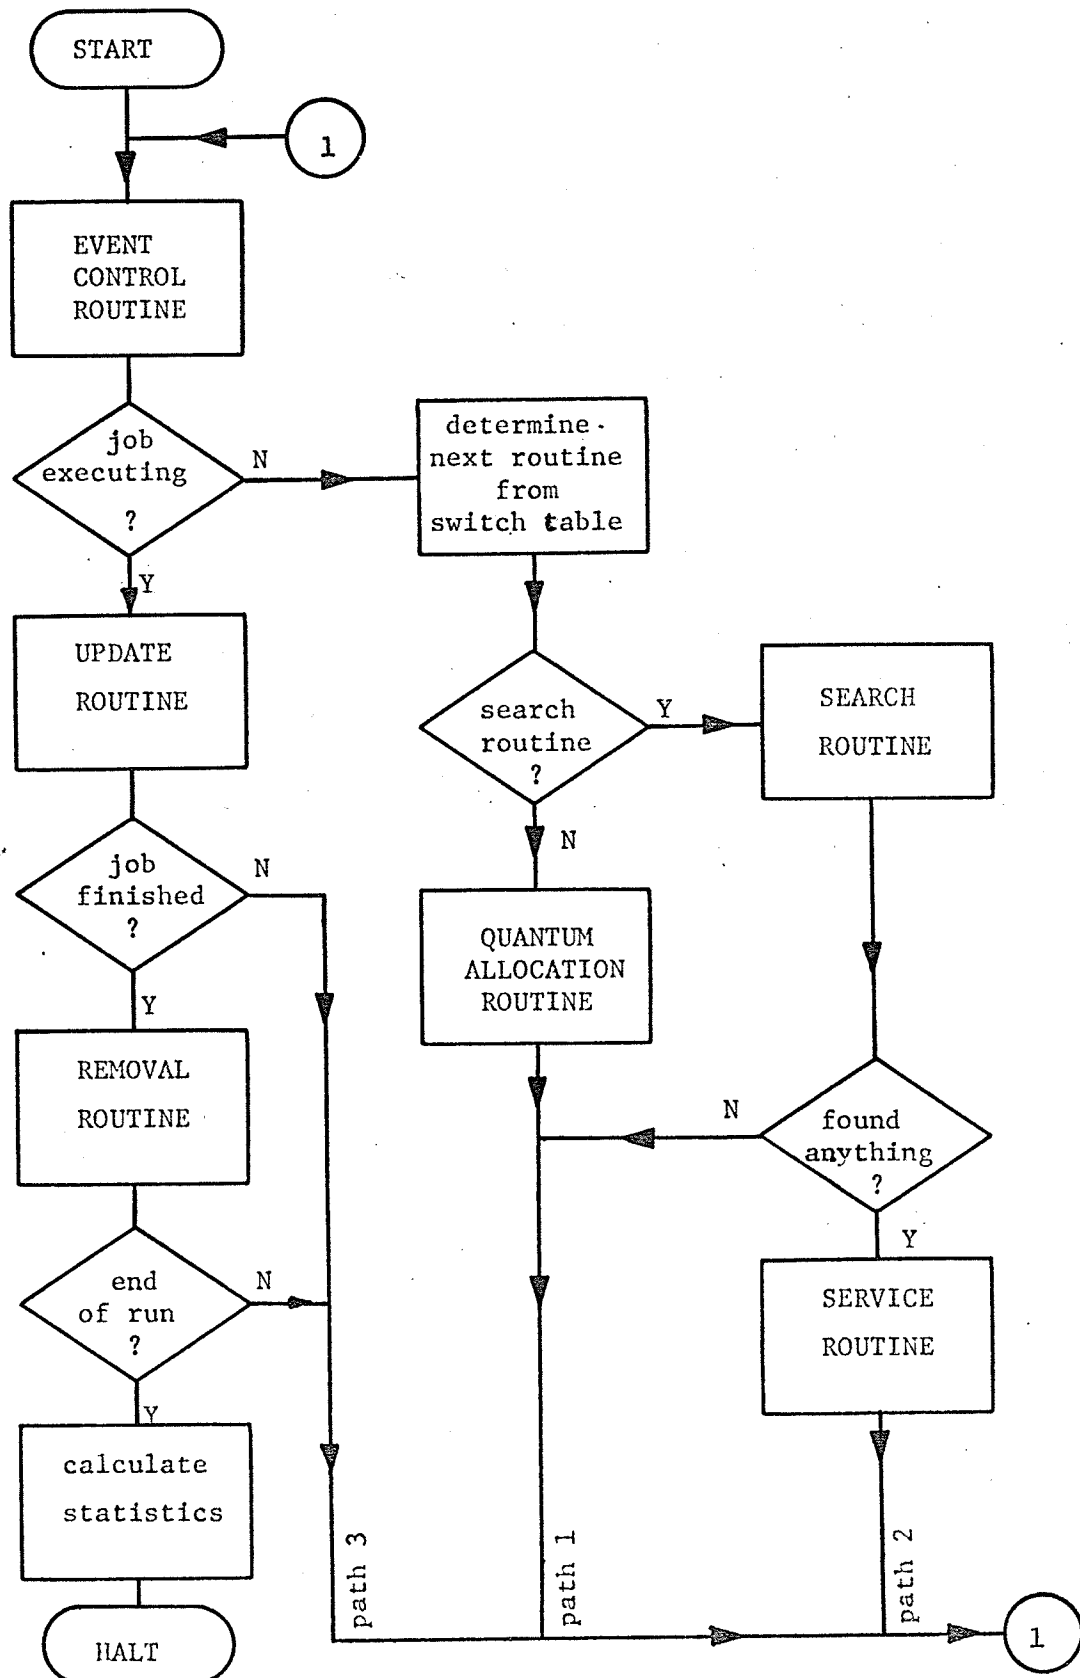 START
1
EVENT
CONTROL
ROUTINE
job
executing
?
N
Y
determine
next routine
from
switch table
UPDATE
ROUTINE
search
routine
?
Y
N
SEARCH
ROUTINE
job
finished
?
N
Y
QUANTUM
ALLOCATION
ROUTINE
REMOVAL
ROUTINE
found
anything
?
N
Y
end
of run
?
N
Y
SERVICE
ROUTINE
calculate
statistics
path 3
path 1
path 2
HALT
1